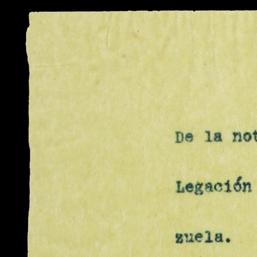 De la not
Legación
zuela.